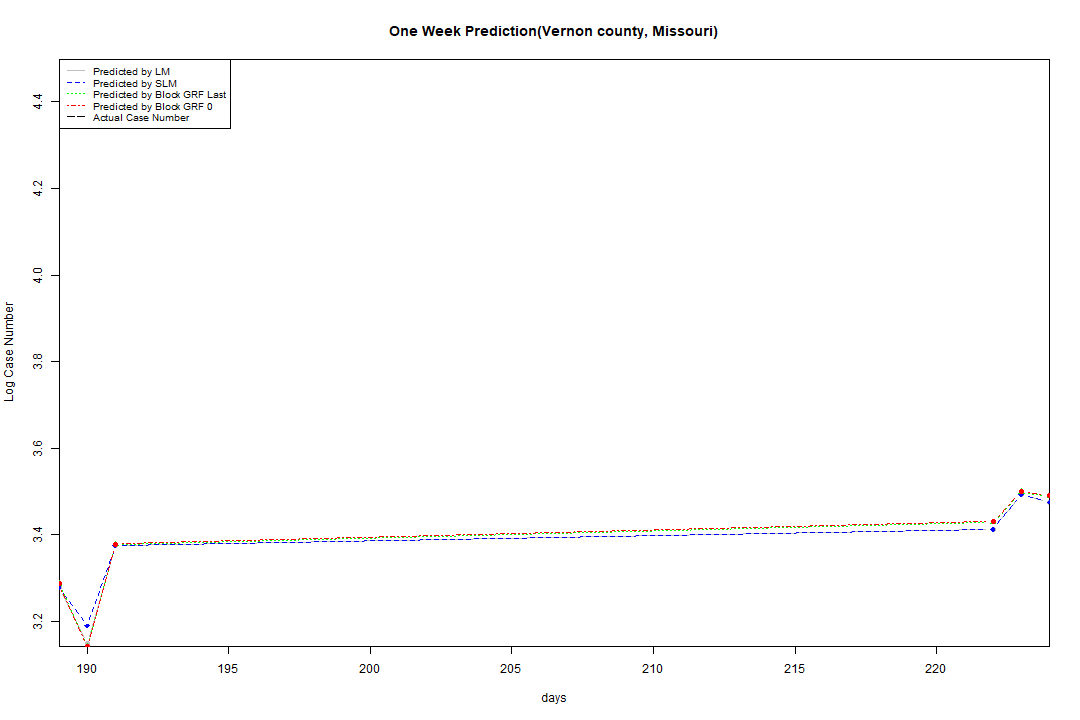 One Week Prediction(Vernon county, Missouri)
Predicted by LM
Predicted by SLM
Predicted by Block GRF Last
Predicted by Block GRF 0
Actual Case Number
4.4
4.2
4.0
3.8
3.6
3.4
3.2
Log Case Number
190 195 200 205 210 215 220
days